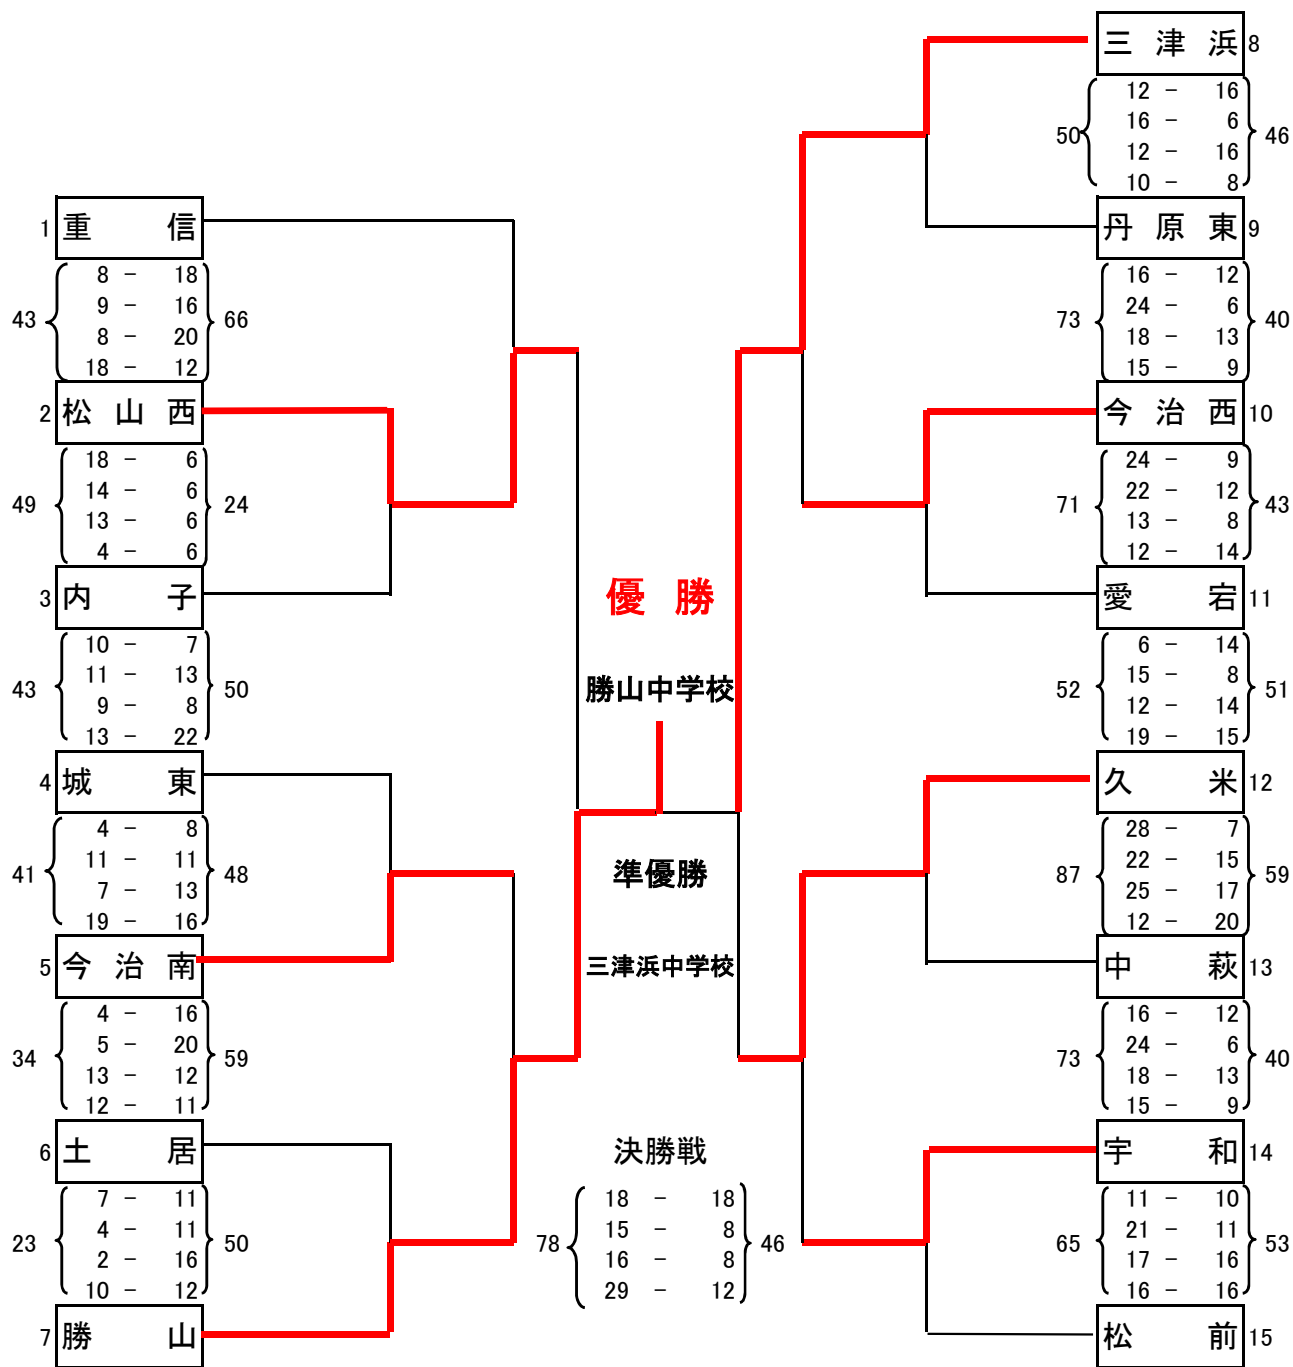 1 重信
8 - 18
9 - 16
8 - 20
18 - 12
43 66
2 松山西
18 - 6
14 - 6
13 - 6
4 - 6
49 24
3 内子
10 - 7
11 - 13
9 - 8
13 - 22
43 50
4 城東
4 - 8
11 - 11
7 - 13
19 - 16
41 48
5 今治南
4 - 16
5 - 20
13 - 12
12 - 11
34 59
6 土居
7 - 11
4 - 11
2 - 16
10 - 12
23 50
7 勝山
優勝
勝山中学校
準優勝
三津浜中学校
決勝戦
18 - 18
15 - 8
16 - 8
29 - 12
78 46
三津浜 8
12 - 16
16 - 6
12 - 16
10 - 8
50 46
丹原東 9
16 - 12
24 - 6
18 - 13
15 - 9
73 40
今治西 10
24 - 9
22 - 12
13 - 8
12 - 14
71 43
愛宕 11
6 - 14
15 - 8
12 - 14
19 - 15
52 51
久米 12
28 - 7
22 - 15
25 - 17
12 - 20
87 59
中萩 13
16 - 12
24 - 6
18 - 13
15 - 9
73 40
宇和 14
11 - 10
21 - 11
17 - 16
16 - 16
65 53
松前 15